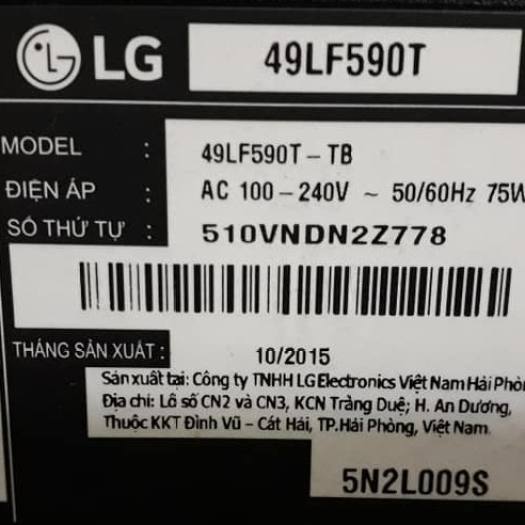 LG 49LF590T
MODEL : 49LF590T-TB
ĐIỆN ÁP : AC 100-240V ~ 50/60Hz 75W
SỐ THỨ TỰ : 510VNDN2Z778
THÁNG SẢN XUẤT : 10/2015
Sản xuất tại: Công ty TNHH LG Electronics Việt Nam Hải Phò
Địa chỉ: Lô số CN2 và CN3, KCN Tràng Duệ; H. An Dương,
Thuộc KKT Đình Vũ - Cát Hải, TP.Hải Phòng, Việt Nam.
5N2L009S